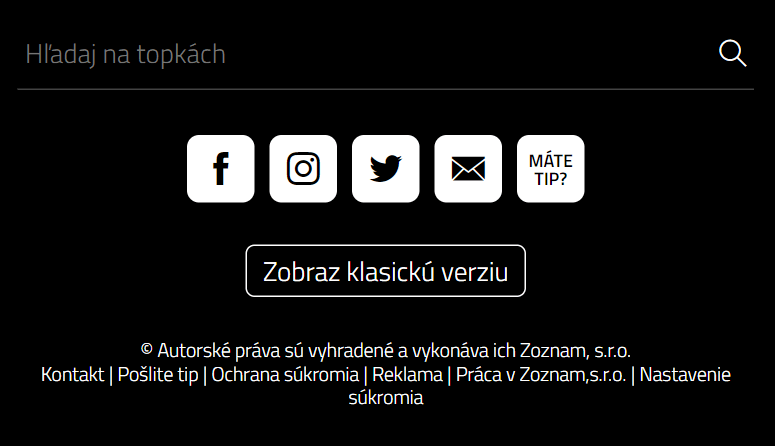 Hľadaj na topkách
MÁTE
TIP?
Zobraz klasickú verziu
© Autorské práva sú vyhradené a vykonáva ich Zoznam, s.r.o.
Kontakt | Pošlite tip | Ochrana súkromia | Reklama | Práca v Zoznam,s.r.o. | Nastavenie
súkromia